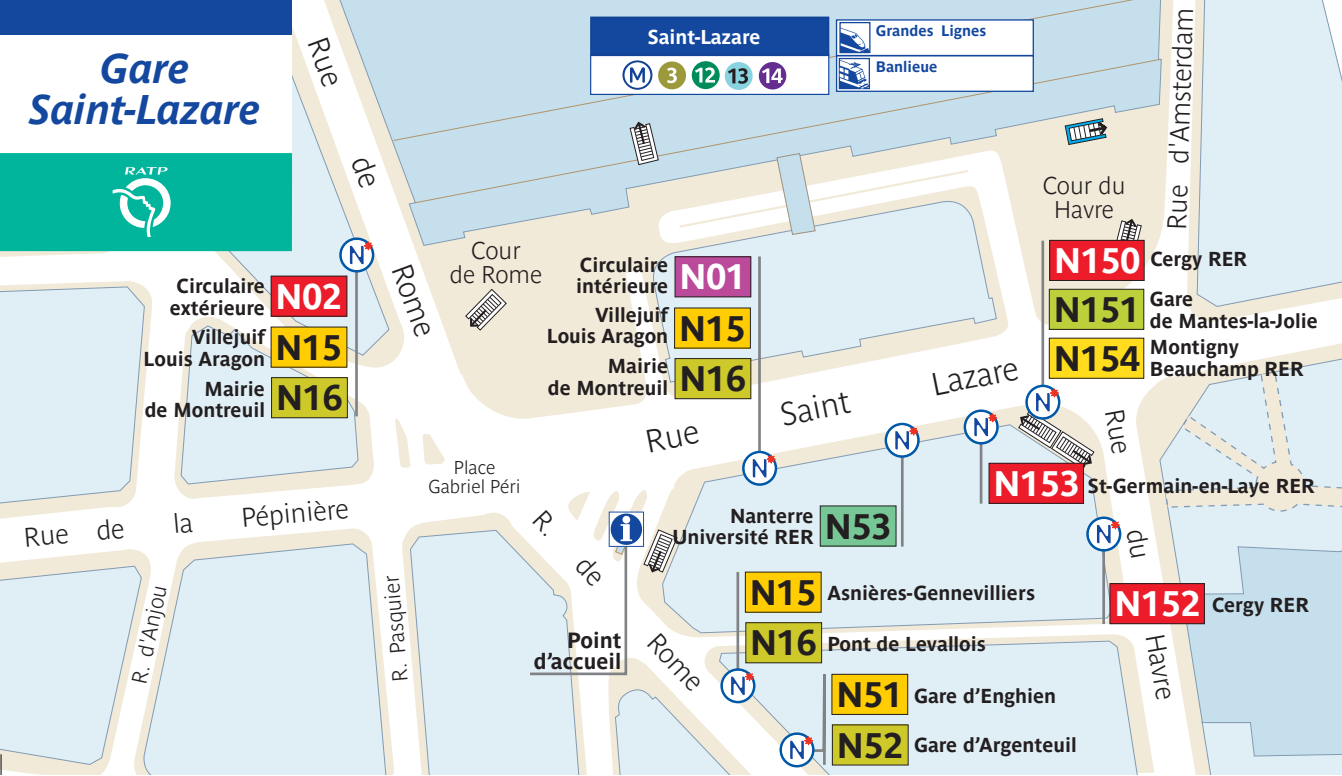 Gare
Saint-Lazare
RATP
Saint-Lazare
M 3 12 13 14
Grandes Lignes
Banlieue
Rue de Rome
Rue d'Amsterdam
Cour du
Havre
Cour
de Rome
N
Circulaire
extérieure
N02
Villejuif
Louis Aragon
N15
Mairie
de Montreuil
N16
Circulaire
intérieure
N01
Villejuif
Louis Aragon
N15
Mairie
de Montreuil
N16
N
N150 Cergy RER
N151 Gare
de Mantes-la-Jolie
N154 Montigny
Beauchamp RER
N
Rue Saint Lazare
Place
Gabriel Péri
N
N153 St-Germain-en-Laye RER
N
Nanterre
Université RER
N53
Rue de la Pépinière
R. de Rome
i
Point
d'accueil
R. d'Anjou
R. Pasquier
N
N15 Asnières-Gennevilliers
N16 Pont de Levallois
N
N51 Gare d'Enghien
N52 Gare d'Argenteuil
N
N152 Cergy RER
Rue du Havre